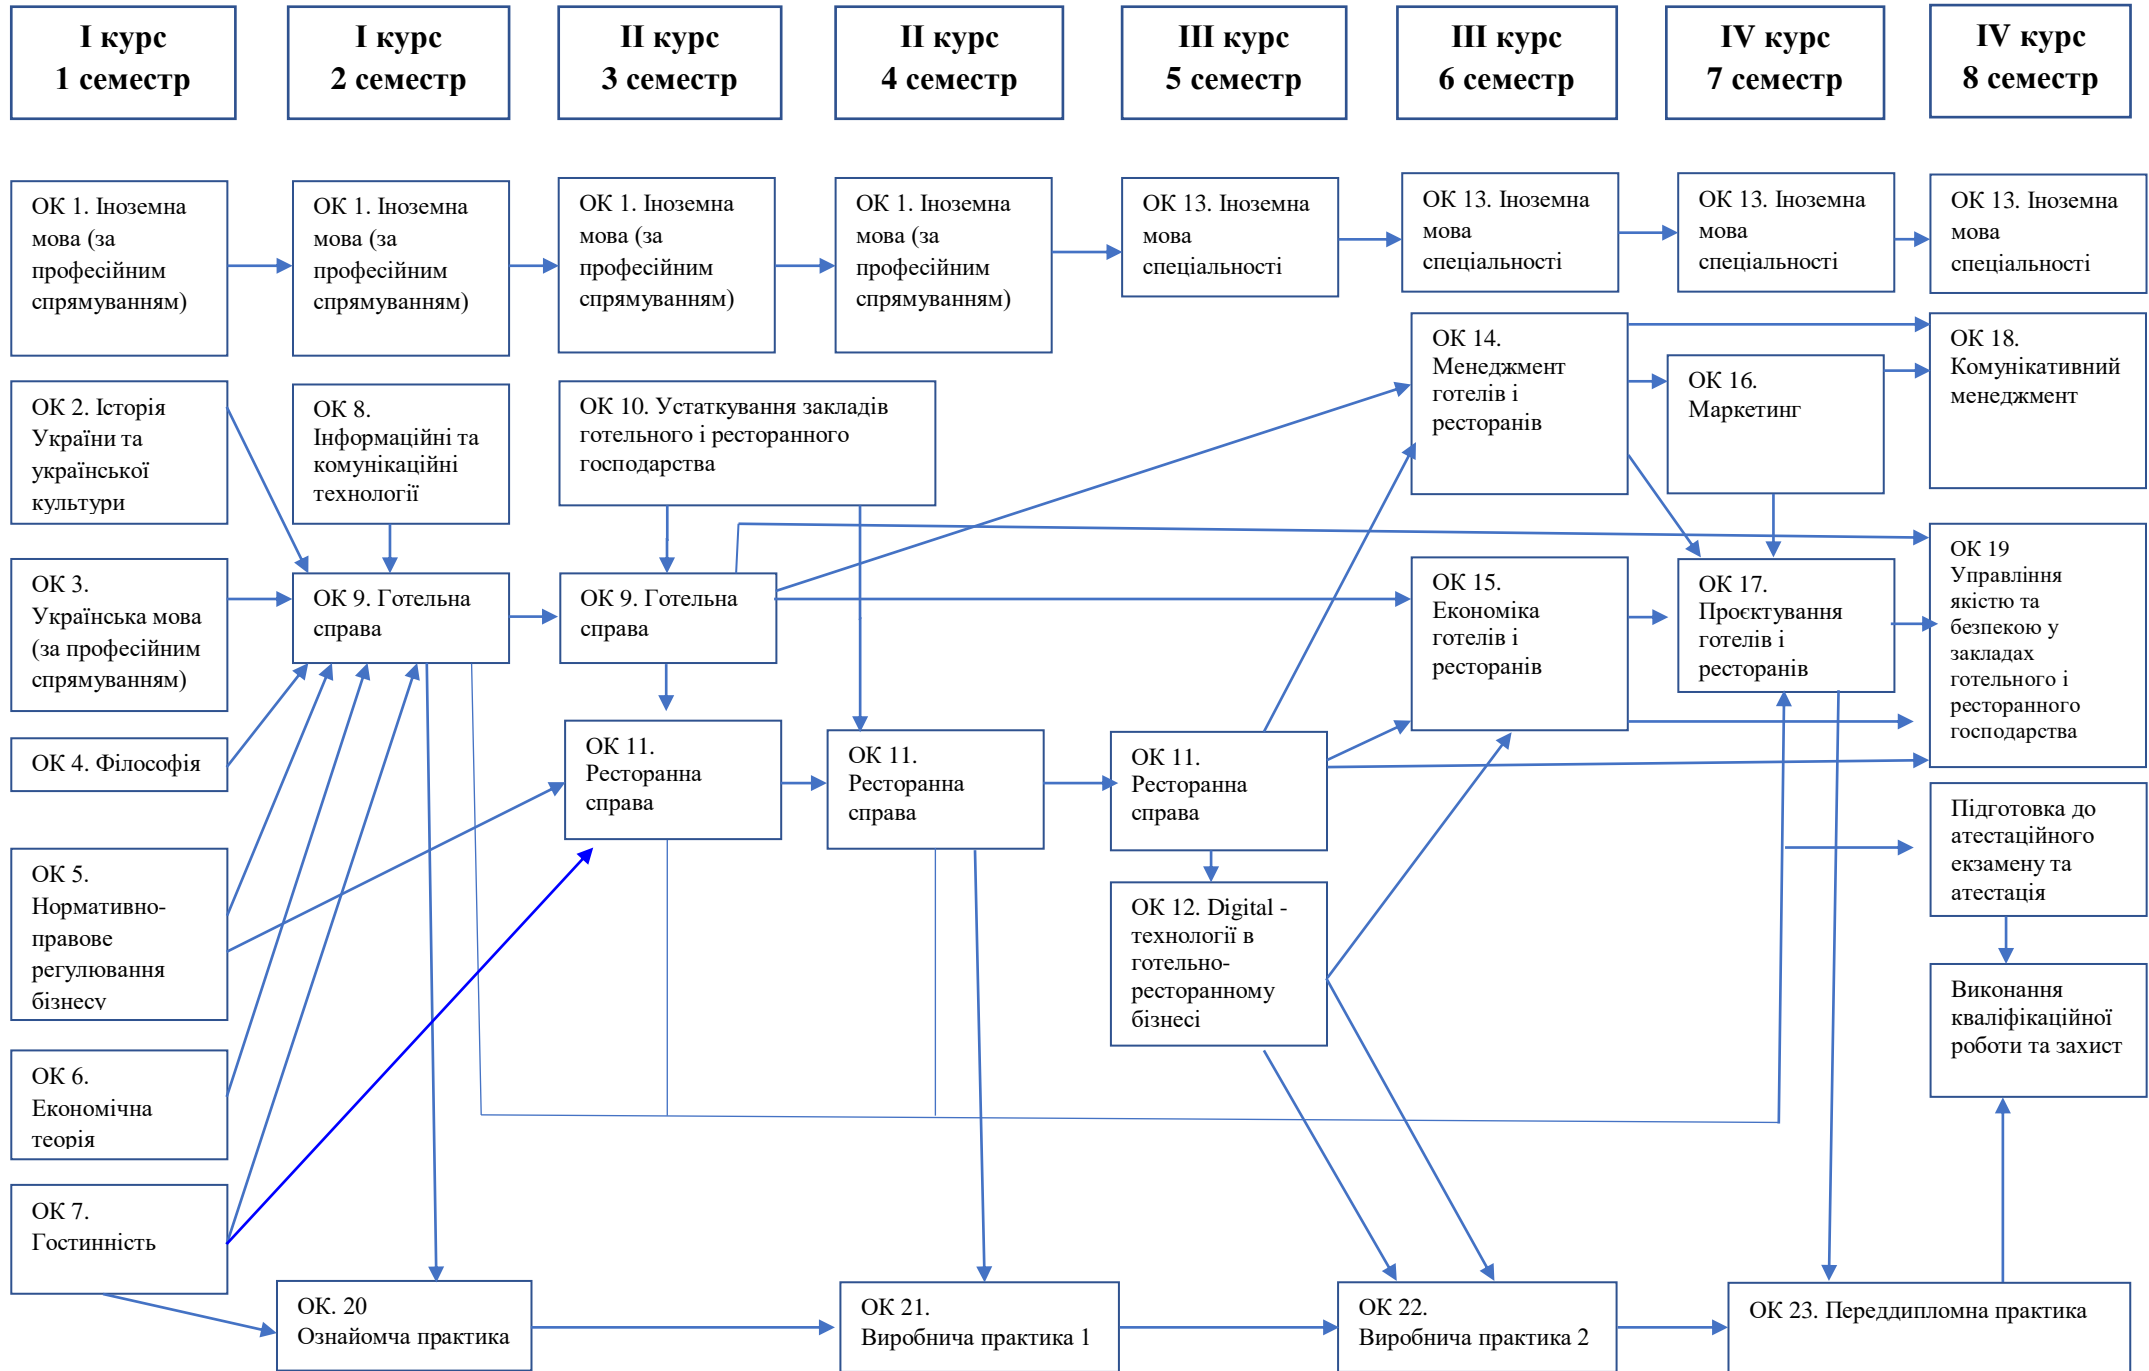 І курс
1 семестр
І курс
2 семестр
ІІ курс
3 семестр
ІІ курс
4 семестр
ІІІ курс
5 семестр
ІІІ курс
6 семестр
ІV курс
7 семестр
ІV курс
8 семестр
ОК 1. Іноземна
мова (за
професійним
спрямуванням)
ОК 1. Іноземна
мова (за
професійним
спрямуванням)
ОК 1. Іноземна
мова (за
професійним
спрямуванням)
ОК 1. Іноземна
мова (за
професійним
спрямуванням)
ОК 13. Іноземна
мова
спеціальності
ОК 13. Іноземна
мова
спеціальності
ОК 13. Іноземна
мова
спеціальності
ОК 13. Іноземна
мова
спеціальності
ОК 2. Історія
України та
української
культури
ОК 8.
Інформаційні та
комунікаційні
технології
ОК 10. Устаткування закладів
готельного і ресторанного
господарства
ОК 14.
Менеджмент
готелів і
ресторанів
ОК 16.
Маркетинг
ОК 18.
Комунікативний
менеджмент
ОК 3.
Українська мова
(за професійним
спрямуванням)
ОК 9. Готельна
справа
ОК 9. Готельна
справа
ОК 15.
Економіка
готелів і
ресторанів
ОК 17.
Проєктування
готелів і
ресторанів
ОК 19
Управління
якістю та
безпекою у
закладах
готельного і
ресторанного
господарства
ОК 4. Філософія
ОК 11.
Ресторанна
справа
ОК 11.
Ресторанна
справа
ОК 11.
Ресторанна
справа
Підготовка до
атестаційного
екзамену та
атестація
ОК 5.
Нормативно-
правове
регулювання
бізнесу
ОК 12. Digital -
технології в
готельно-
ресторанному
бізнесі
Виконання
кваліфікаційної
роботи та захист
ОК 6.
Економічна
теорія
ОК 7.
Гостинність
ОК. 20
Ознайомча практика
ОК 21.
Виробнича практика 1
ОК 22.
Виробнича практика 2
ОК 23. Переддипломна практика